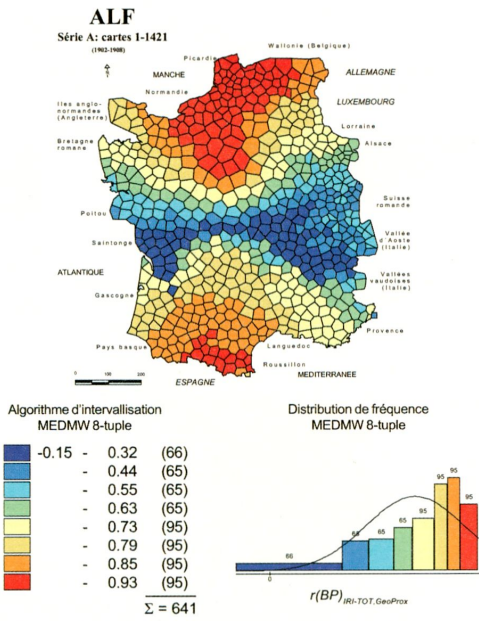 ALF
Série A: cartes 1-1421
(1902-1908)
Picardie
Wallonie (Belgique)
MANCHE
ALLEMAGNE
Normandie
LUXEMBOURG
Iles anglo-
normandes
(Angleterre)
Lorraine
Bretagne
romane
Alsace
Poitou
Suisse
romande
Saintonge
Vallée
d'Aoste
(Italie)
ATLANTIQUE
Vallées
vaudoises
(Italie)
Gascogne
Provence
Pays basque
Languedoc
Roussillon
MEDITERRANEE
0 100 200
ESPAGNE
Algorithme d'intervallisation
MEDMW 8-tuple
-0.15 - 0.32 (66)
- 0.44 (65)
- 0.55 (65)
- 0.63 (65)
- 0.73 (95)
- 0.79 (95)
- 0.85 (95)
- 0.93 (95)
Σ = 641
Distribution de fréquence
MEDMW 8-tuple
66 65 65 65 95 95 95 95
0
r(BP)IRI-TOT,GeoProx